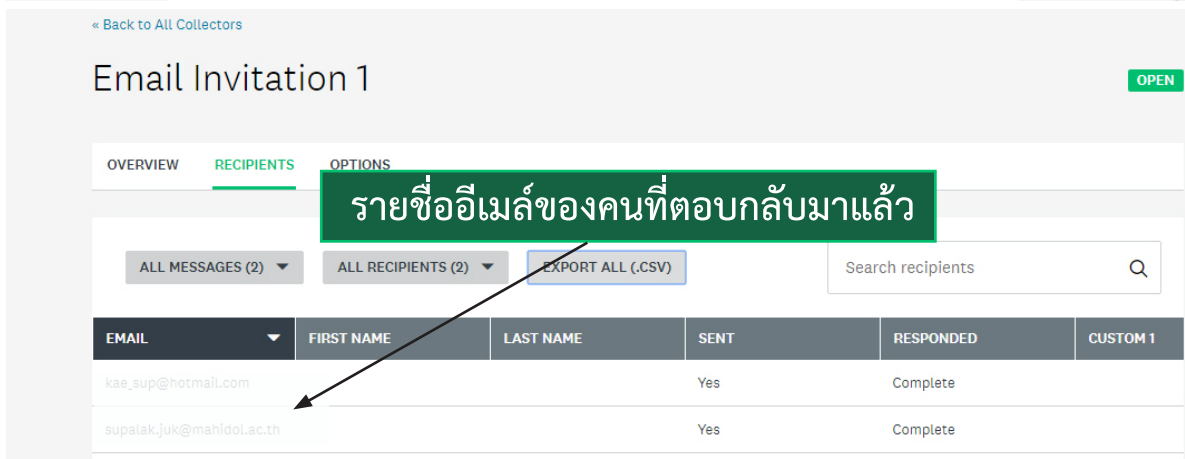 « Back to All Collectors
Email Invitation 1
OPEN
OVERVIEW RECIPIENTS OPTIONS
รายชื่ออีเมล์ของคนที่ตอบกลับมาแล้ว
ALL MESSAGES (2) ALL RECIPIENTS (2) EXPORT ALL (.CSV) Search recipients
EMAIL FIRST NAME LAST NAME SENT RESPONDED CUSTOM 1
kae_sup@hotmail.com Yes Complete
supalak.juk@mahidol.ac.th Yes Complete